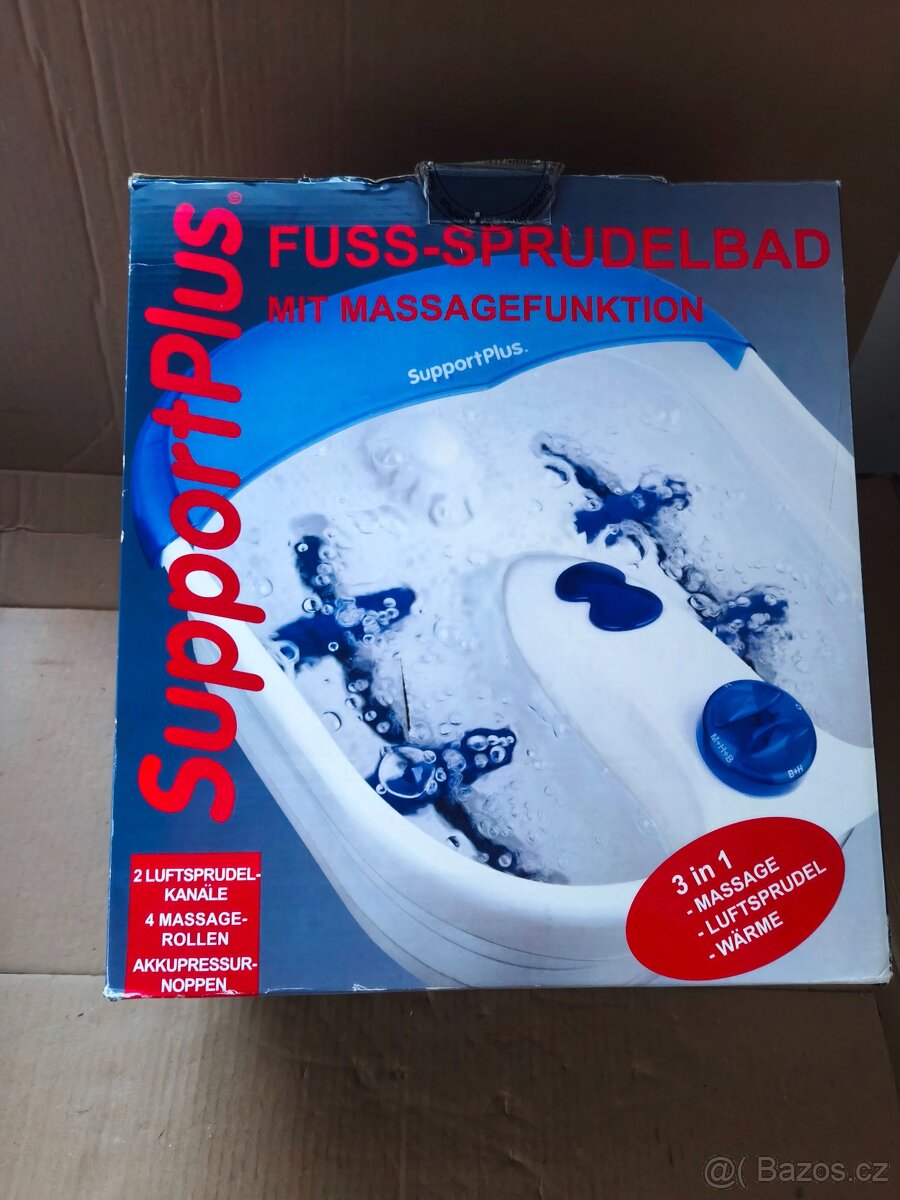 SupportPlus®
FUSS-SPRUDELBAD
MIT MASSAGEFUNKTION
SupportPlus™
O
M+H+B
B+H
2 LUFTSPRUDEL-
KANÄLE
4 MASSAGE-
ROLLEN
AKKUPRESSUR-
NOPPEN
3 in 1
- MASSAGE
- LUFTSPRUDEL
- WÄRME
@( Bazos.cz